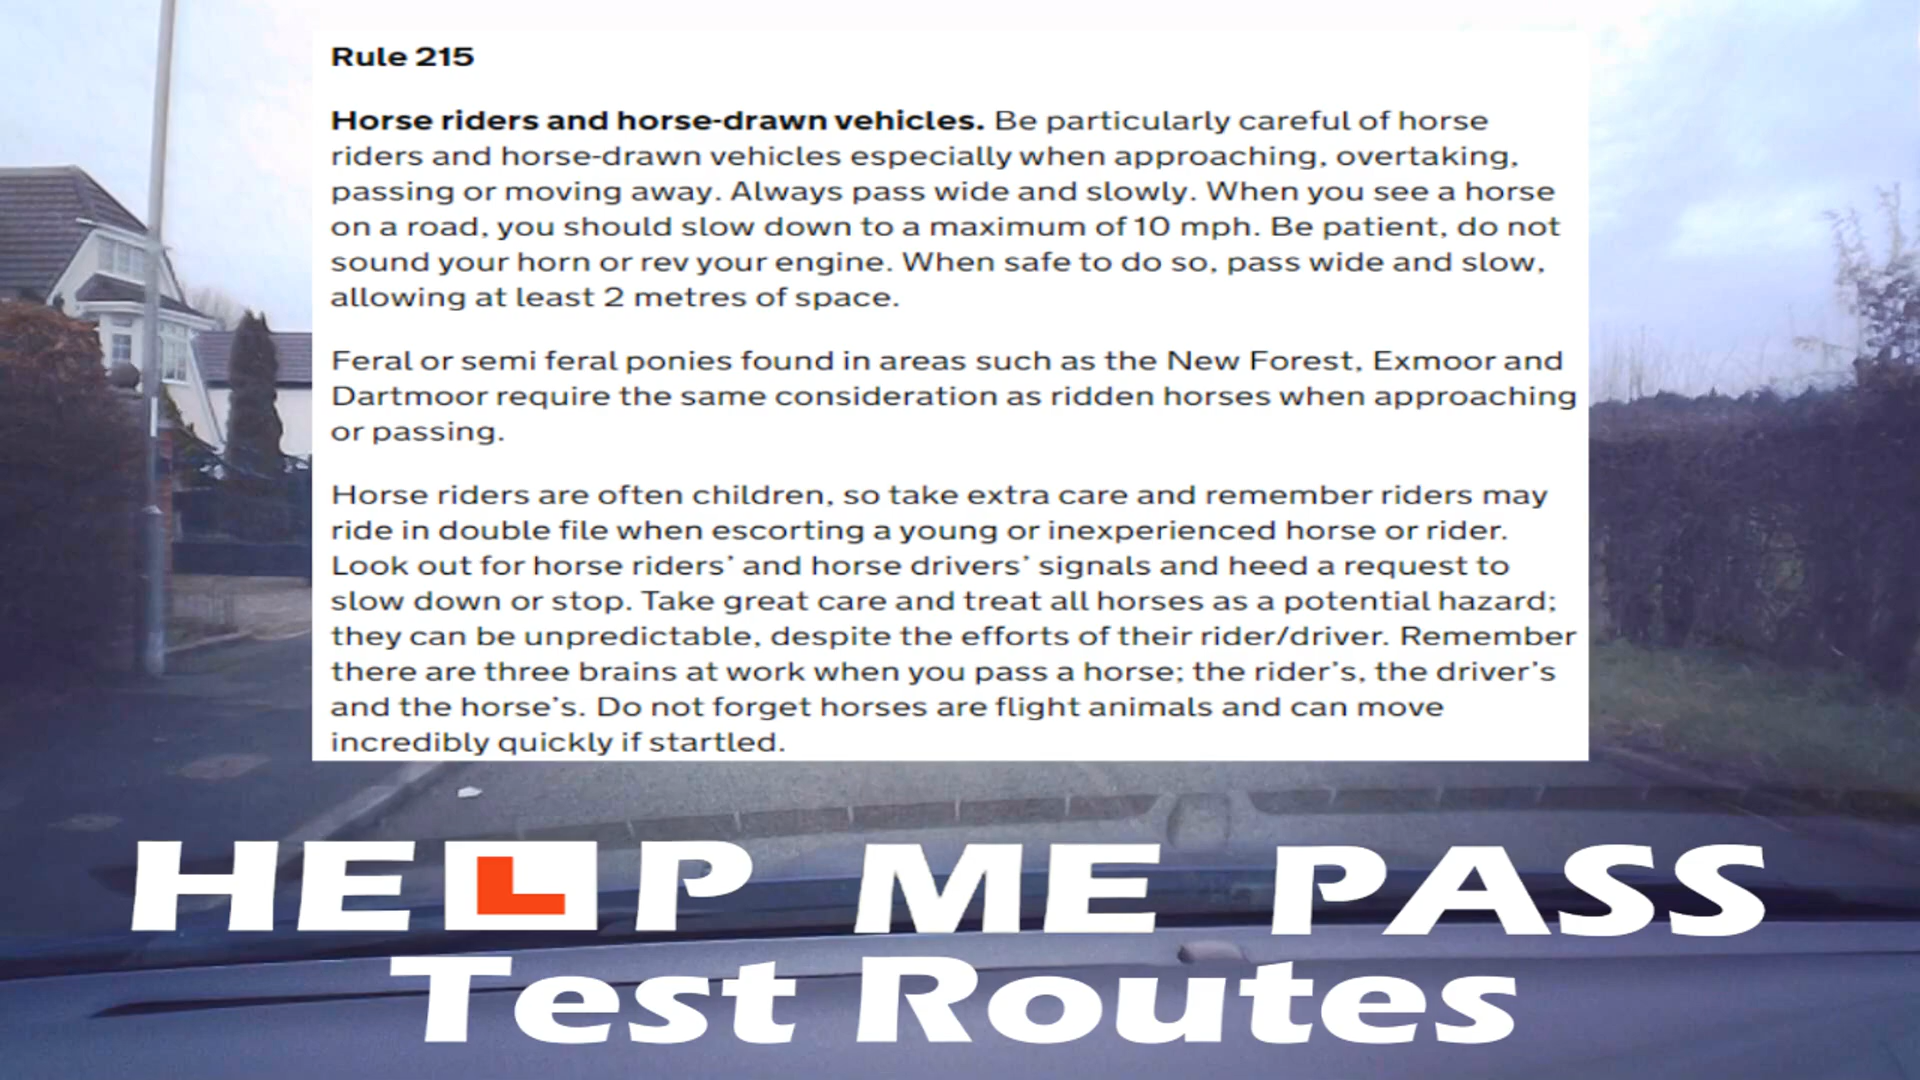 Rule 215
Horse riders and horse-drawn vehicles. Be particularly careful of horse
riders and horse-drawn vehicles especially when approaching, overtaking,
passing or moving away. Always pass wide and slowly. When you see a horse
on a road, you should slow down to a maximum of 10 mph. Be patient, do not
sound your horn or rev your engine. When safe to do so, pass wide and slow,
allowing at least 2 metres of space.
Feral or semi feral ponies found in areas such as the New Forest, Exmoor and
Dartmoor require the same consideration as ridden horses when approaching
or passing.
Horse riders are often children, so take extra care and remember riders may
ride in double file when escorting a young or inexperienced horse or rider.
Look out for horse riders’ and horse drivers’ signals and heed a request to
slow down or stop. Take great care and treat all horses as a potential hazard;
they can be unpredictable, despite the efforts of their rider/driver. Remember
there are three brains at work when you pass a horse; the rider’s, the driver’s
and the horse’s. Do not forget horses are flight animals and can move
incredibly quickly if startled.
HELP ME PASS
Test Routes